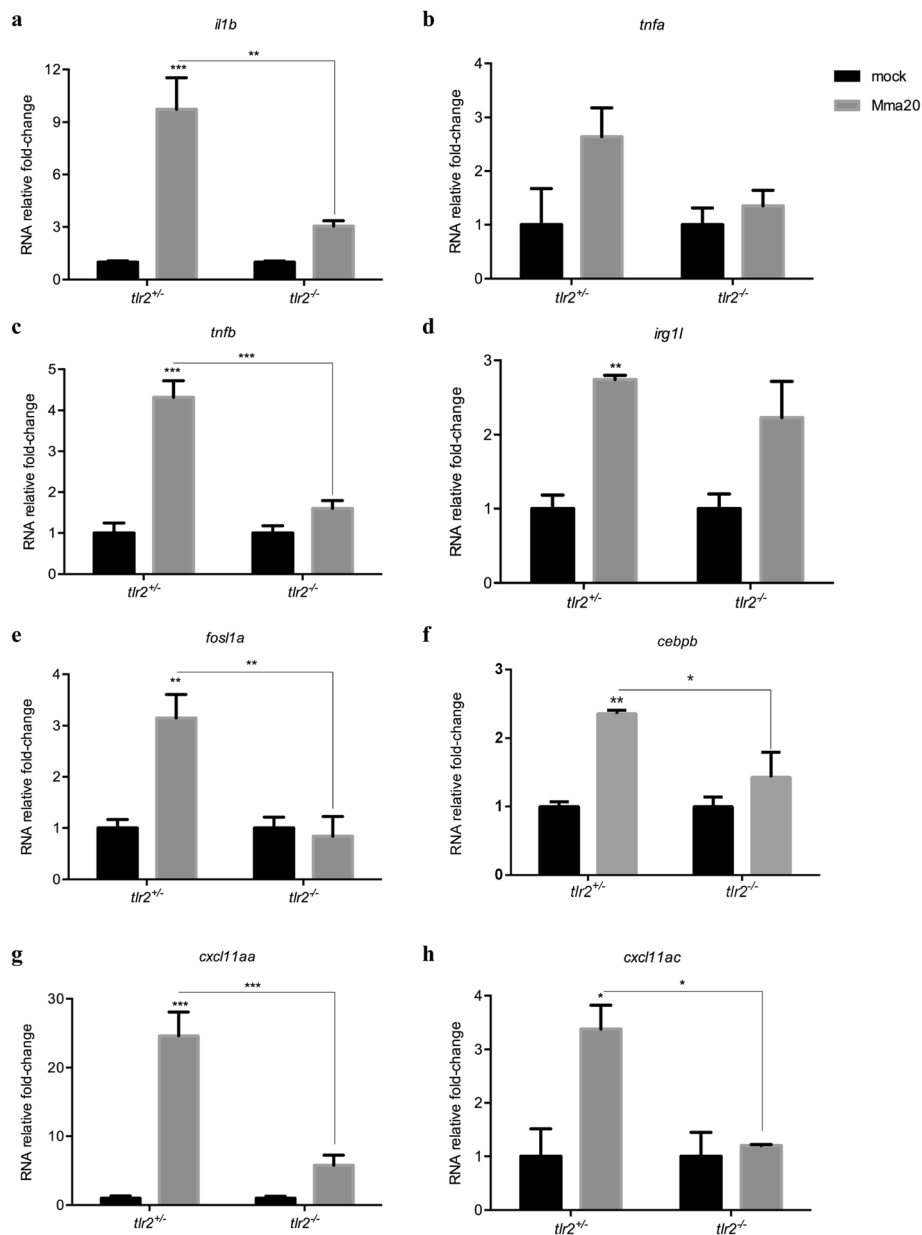 a
il1b
**
***
RNA relative fold-change
12
9
6
3
0
tlr2+/-
tlr2-/-
b
tnfa
RNA relative fold-change
4
3
2
1
0
tlr2+/-
tlr2-/-
mock
Mma20
c
tnfb
***
***
RNA relative fold-change
5
4
3
2
1
0
tlr2+/-
tlr2-/-
d
irg1l
**
RNA relative fold-change
3
2
1
0
tlr2+/-
tlr2-/-
e
fosl1a
**
**
RNA relative fold-change
4
3
2
1
0
tlr2+/-
tlr2-/-
f
cebpb
*
**
RNA relative fold-change
3
2
1
0
tlr2+/-
tlr2-/-
g
cxcl11aa
***
***
RNA relative fold-change
30
20
10
0
tlr2+/-
tlr2-/-
h
cxcl11ac
*
*
RNA relative fold-change
4
3
2
1
0
tlr2+/-
tlr2-/-